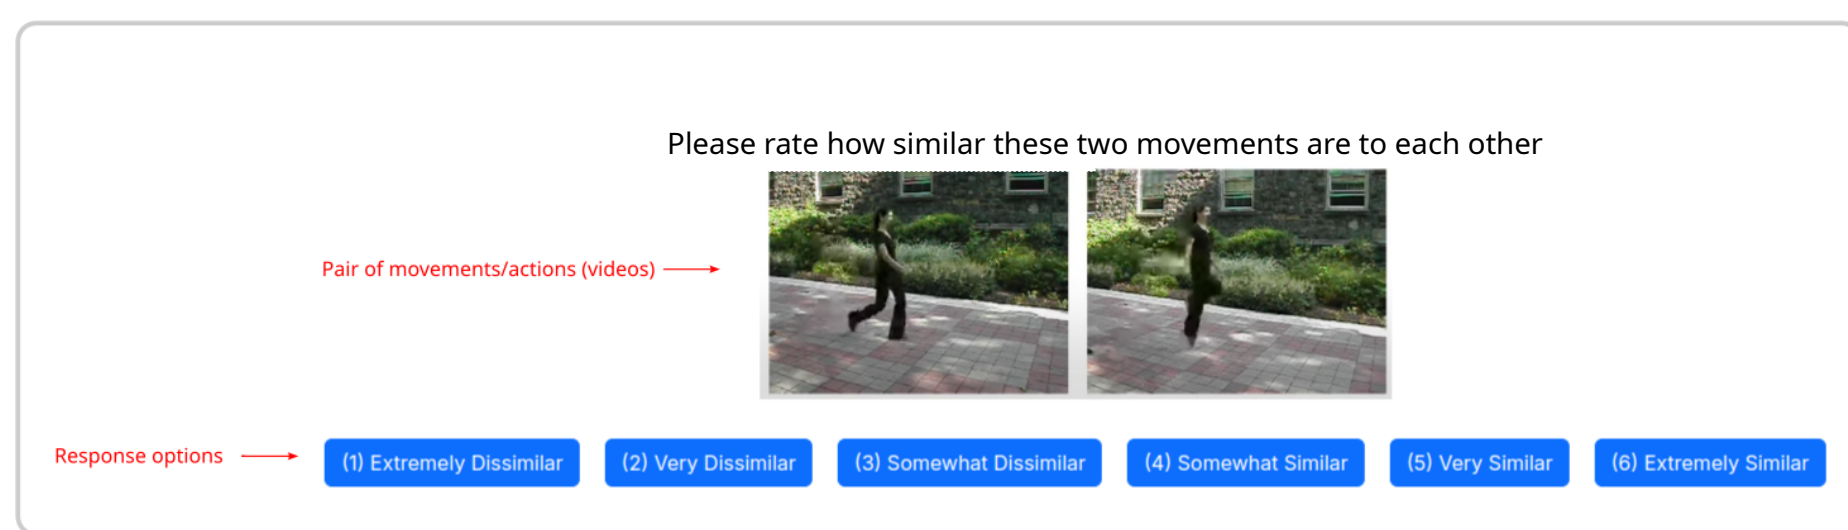 Please rate how similar these two movements are to each other
Pair of movements/actions (videos)
Response options
(1) Extremely Dissimilar
(2) Very Dissimilar
(3) Somewhat Dissimilar
(4) Somewhat Similar
(5) Very Similar
(6) Extremely Similar